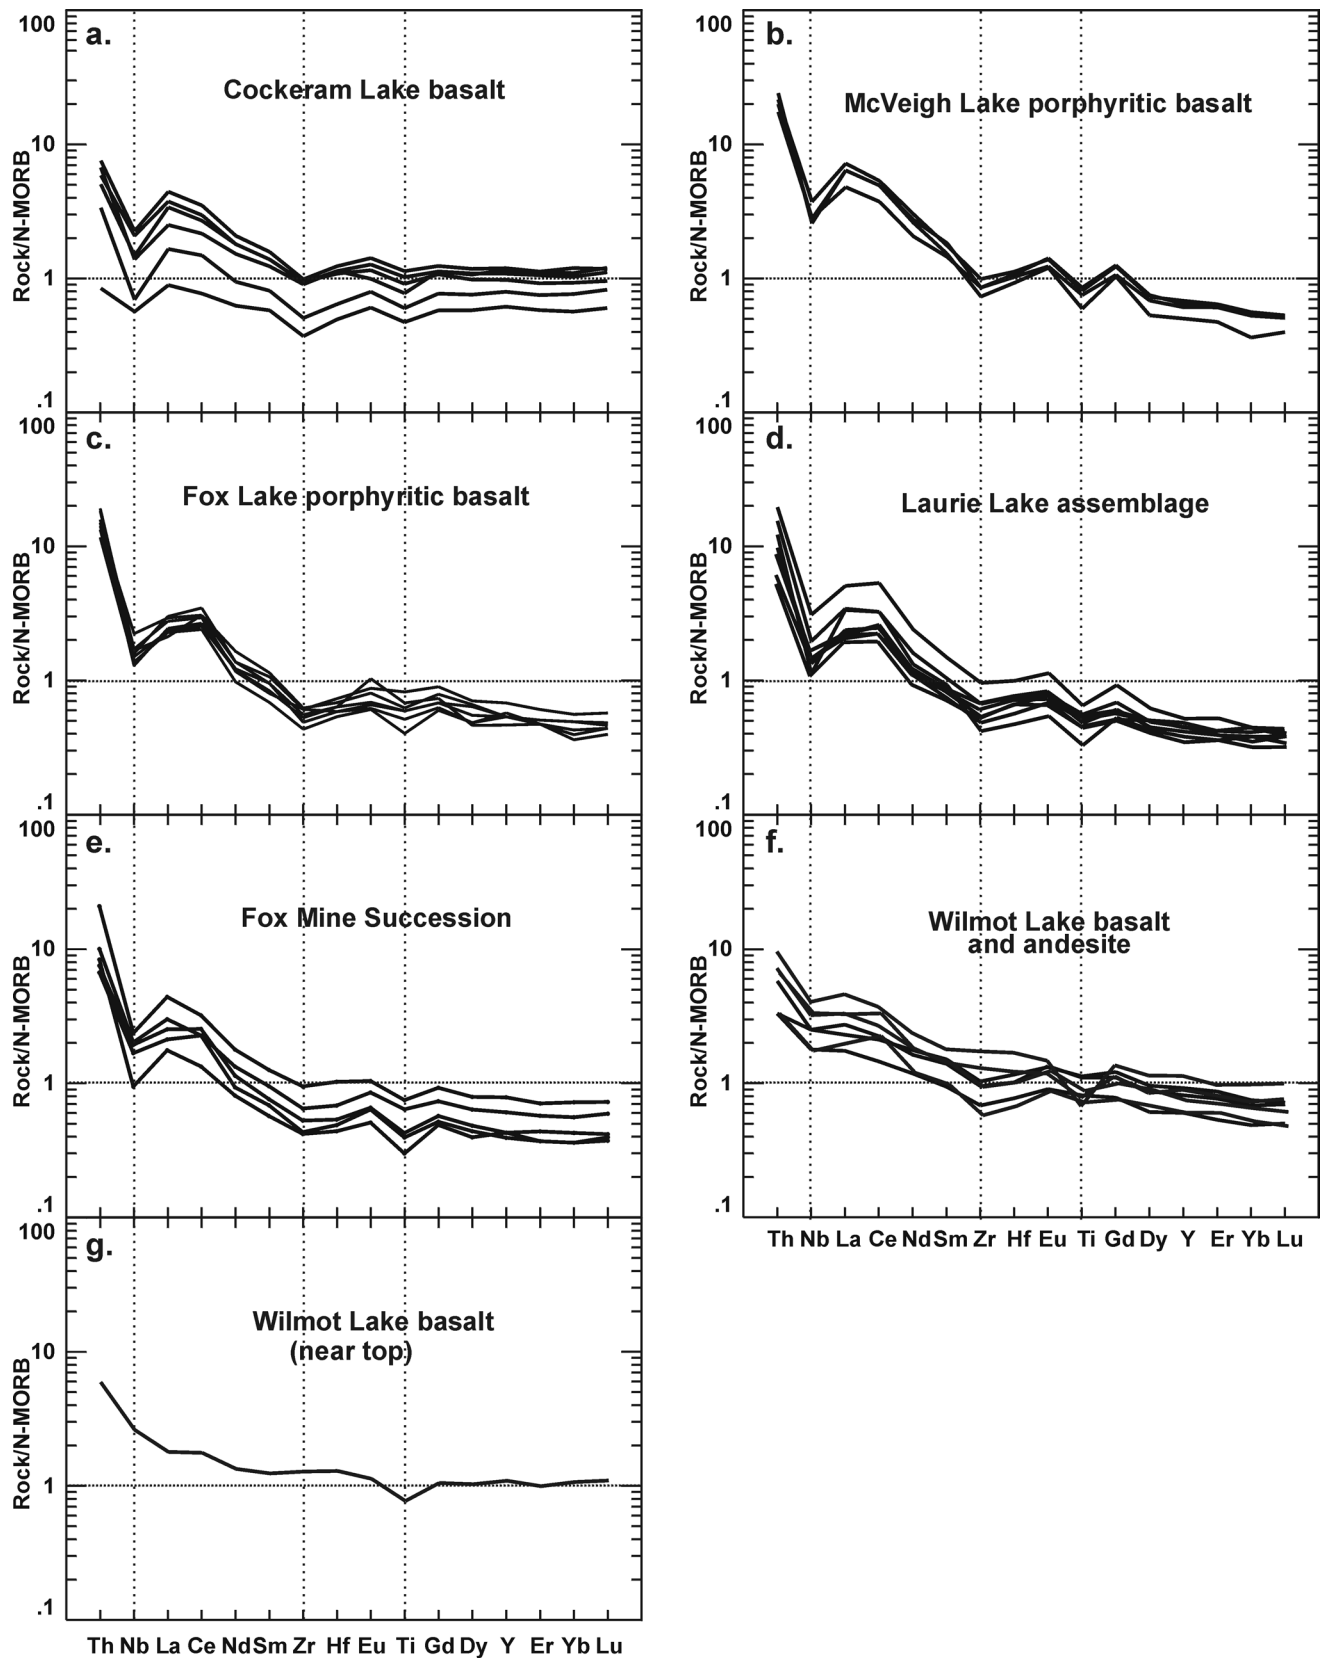 a.
Cockeram Lake basalt
100
10
1
.1
Rock/N-MORB
b.
McVeigh Lake porphyritic basalt
100
10
1
.1
Rock/N-MORB
c.
Fox Lake porphyritic basalt
100
10
1
.1
Rock/N-MORB
d.
Laurie Lake assemblage
100
10
1
.1
Rock/N-MORB
e.
Fox Mine Succession
100
10
1
.1
Rock/N-MORB
f.
Wilmot Lake basalt
and andesite
100
10
1
.1
Rock/N-MORB
Th Nb La Ce Nd Sm Zr Hf Eu Ti Gd Dy Y Er Yb Lu
g.
Wilmot Lake basalt
(near top)
100
10
1
.1
Rock/N-MORB
Th Nb La Ce Nd Sm Zr Hf Eu Ti Gd Dy Y Er Yb Lu